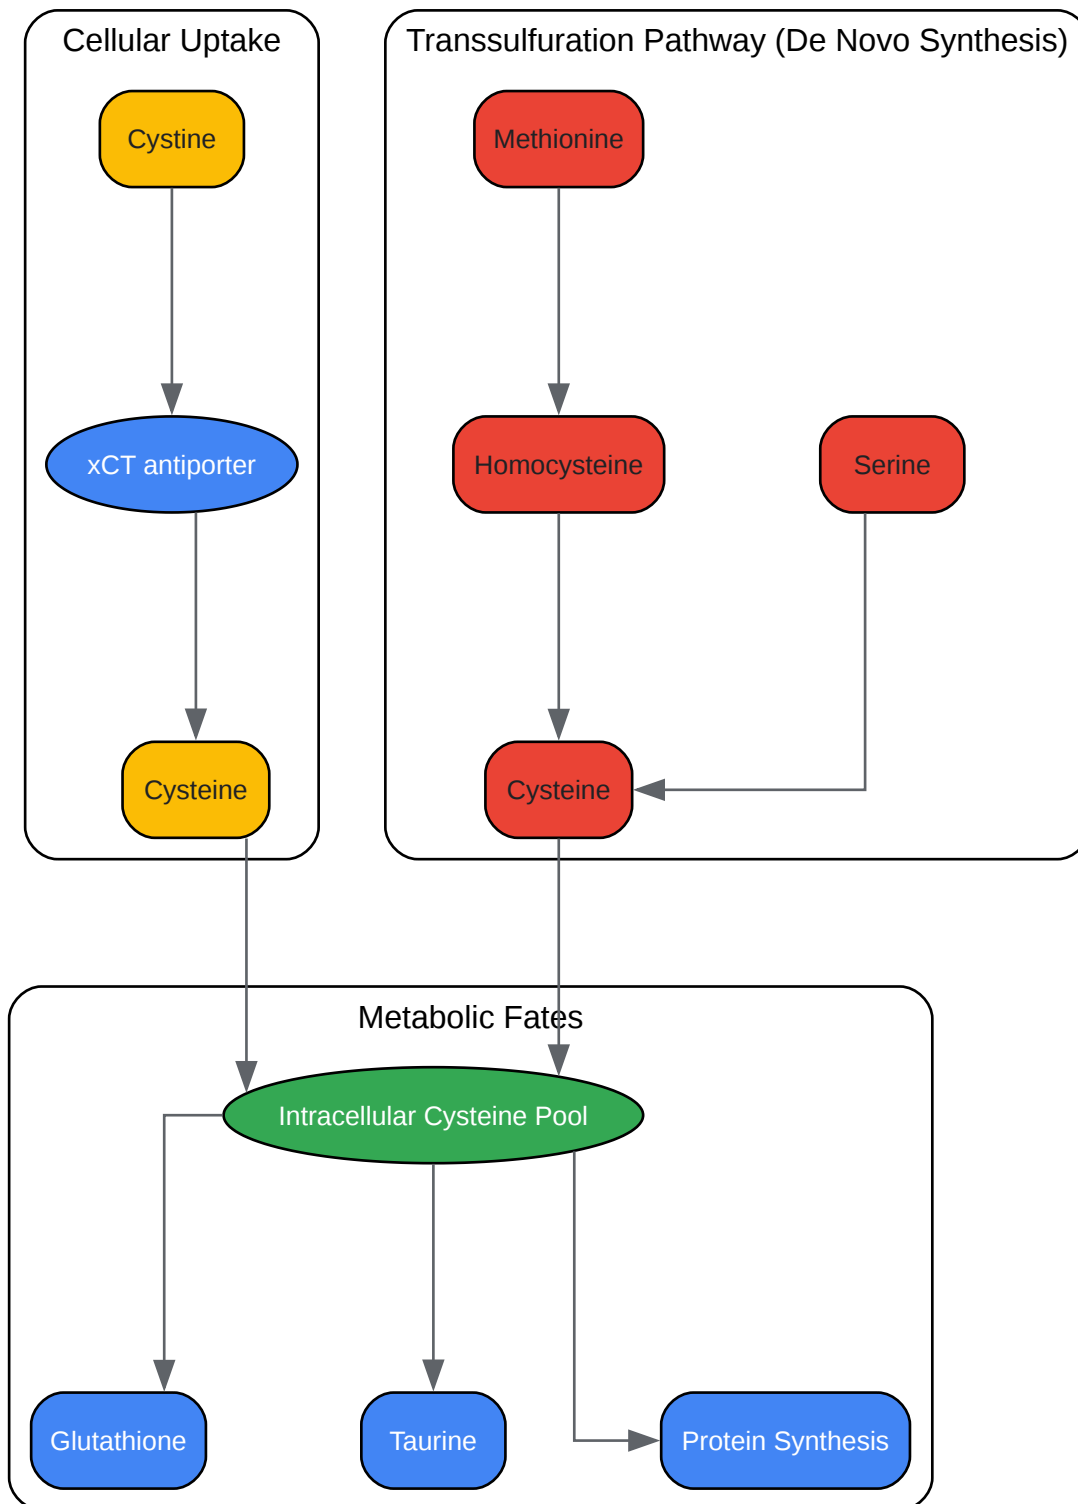 Cellular Uptake
Transsulfuration Pathway (De Novo Synthesis)
Cystine
Methionine
xCT antiporter
Homocysteine
Serine
Cysteine
Cysteine
Metabolic Fates
Intracellular Cysteine Pool
Glutathione
Taurine
Protein Synthesis